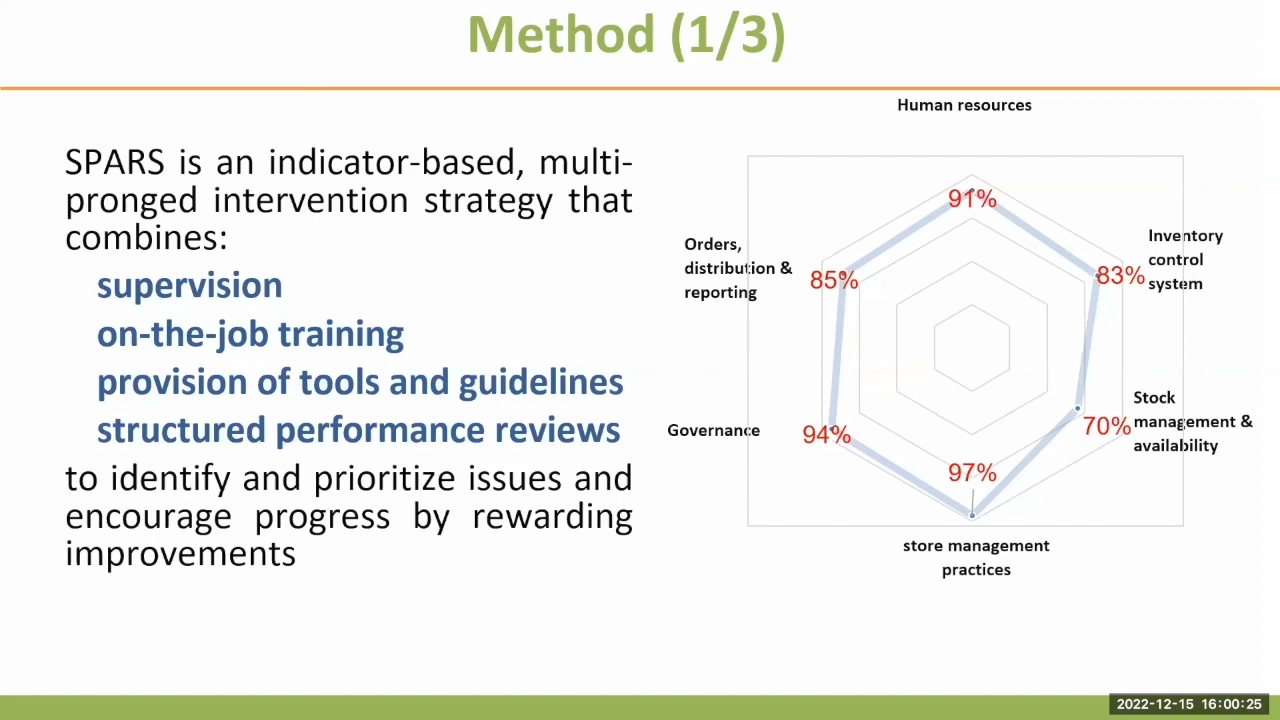 Method (1/3)
SPARS is an indicator-based, multi-
pronged intervention strategy that
combines:
supervision
on-the-job training
provision of tools and guidelines
structured performance reviews
to identify and prioritize issues and
encourage progress by rewarding
improvements
Human resources
91%
Inventory
control
system
83%
Stock
management &
availability
70%
97%
store management
practices
Governance
94%
Orders,
distribution &
reporting
85%
2022-12-15 16:00:25